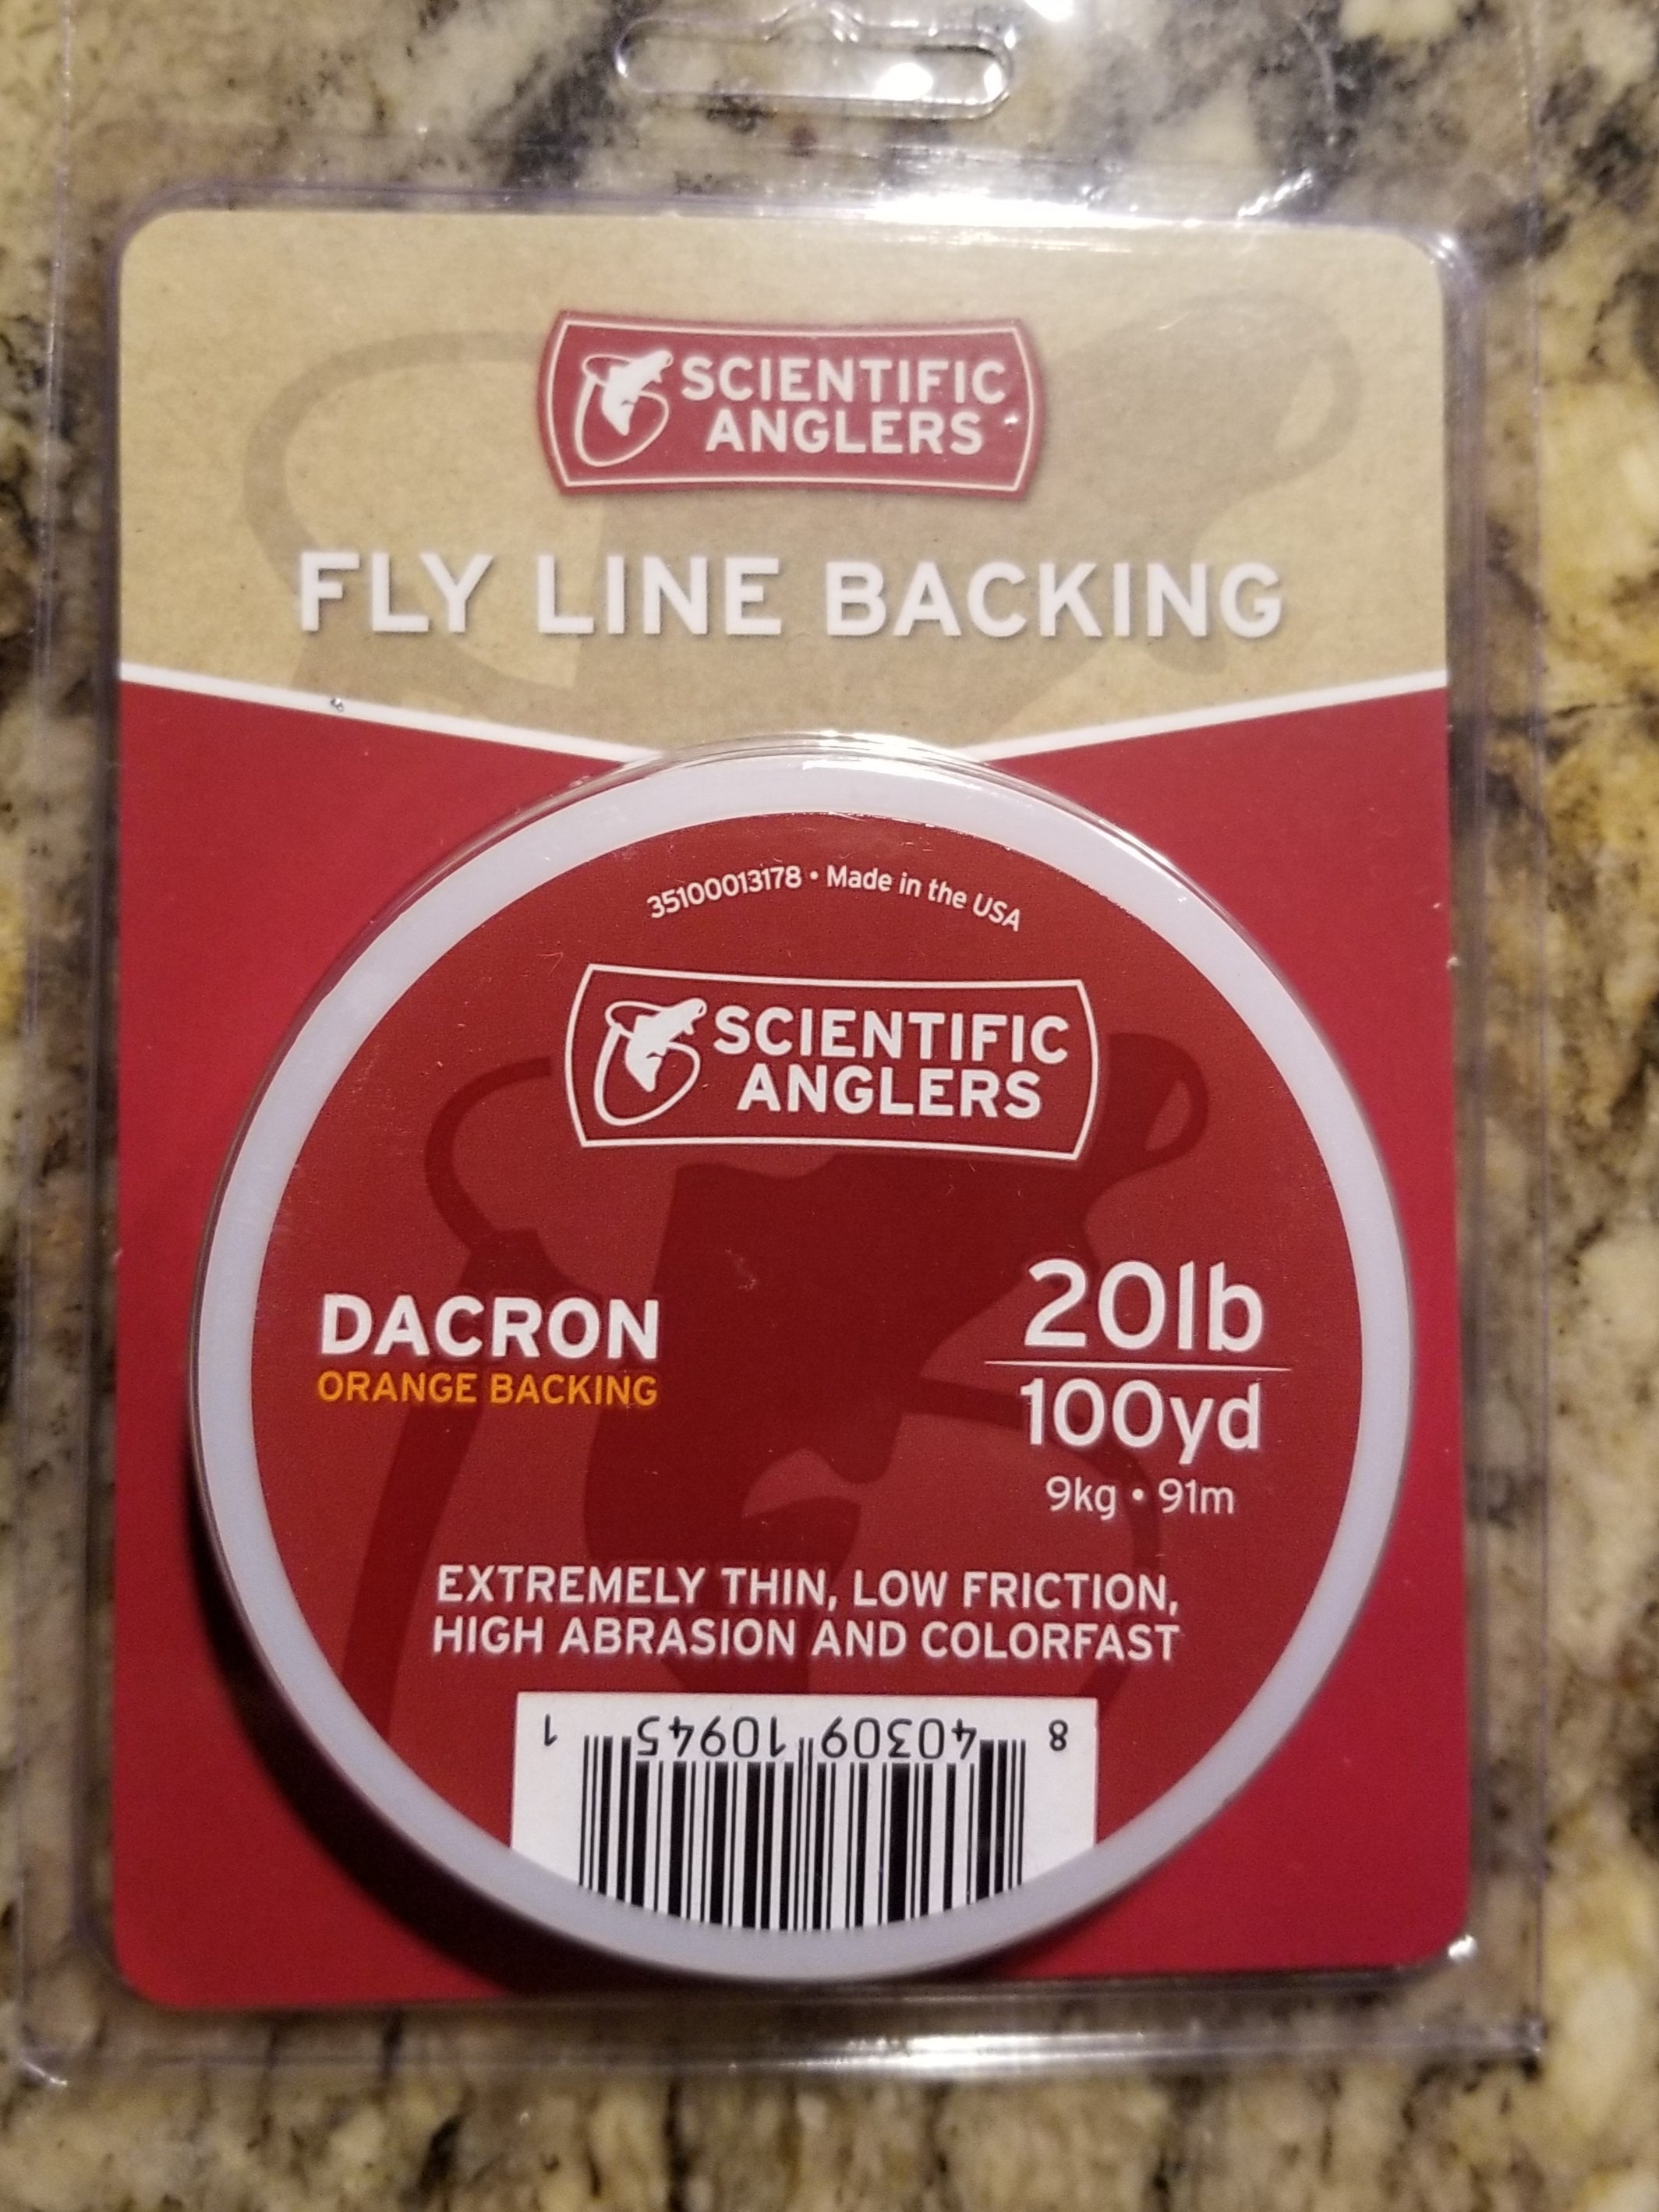 SCIENTIFIC
ANGLERS
FLY LINE BACKING
35100013178 • Made in the USA
SCIENTIFIC
ANGLERS
DACRON
ORANGE BACKING
20lb
100yd
9kg • 91m
EXTREMELY THIN, LOW FRICTION,
HIGH ABRASION AND COLORFAST
8 40309 10945 1